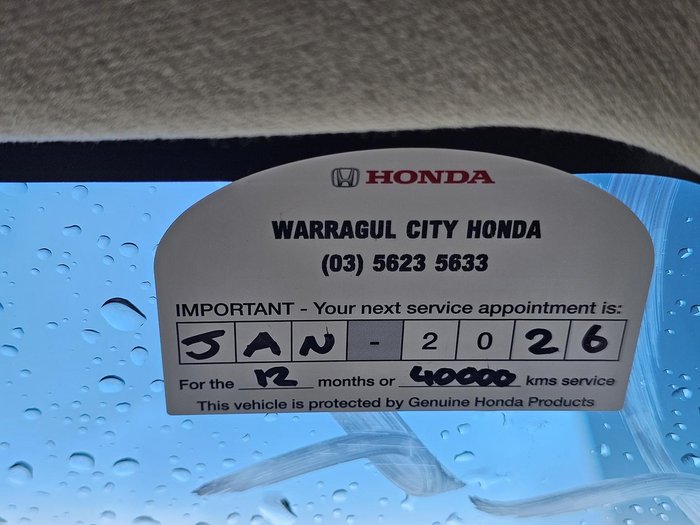 HONDA
WARRAGUL CITY HONDA
(03) 5623 5633
IMPORTANT - Your next service appointment is:
JAN - 2026
For the 12 months or 40000 kms service
This vehicle is protected by Genuine Honda Products